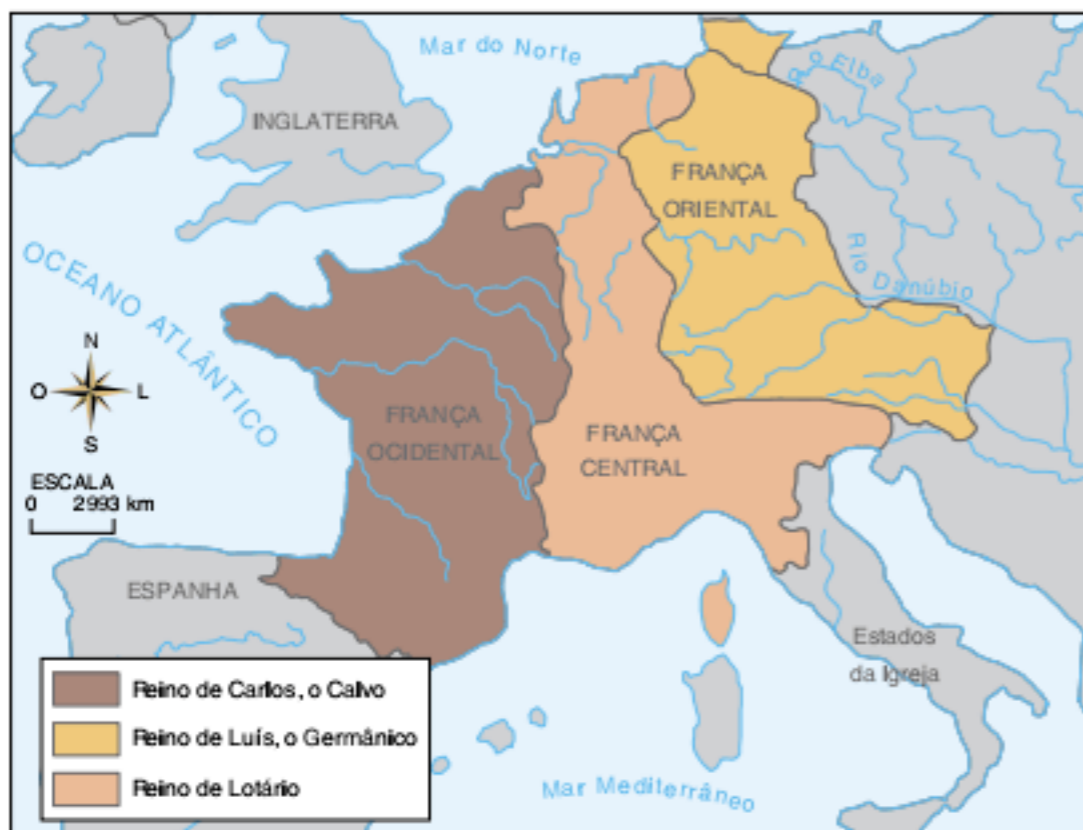 Mar do Norte
Rio Elba
INGLATERRA
FRANÇA
ORIENTAL
Rio Danúbio
OCEANO ATLÂNTICO
N
O
L
S
FRANÇA
OCIDENTAL
FRANÇA
CENTRAL
ESCALA
0 2993 km
ESPANHA
Estados
da Igreja
Reino de Carlos, o Calvo
Reino de Luís, o Germânico
Reino de Lotário
Mar Mediterrâneo